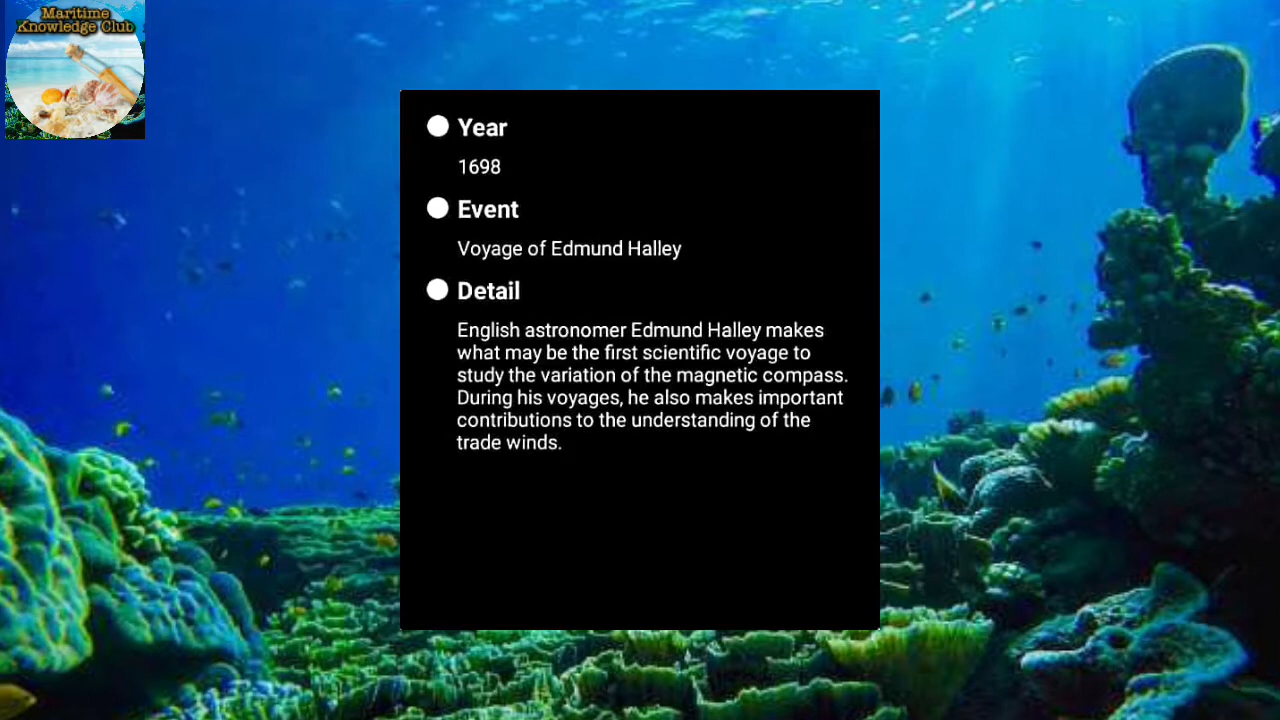 Maritime
Knowledge Club
Year
1698
Event
Voyage of Edmund Halley
Detail
English astronomer Edmund Halley makes
what may be the first scientific voyage to
study the variation of the magnetic compass.
During his voyages, he also makes important
contributions to the understanding of the
trade winds.